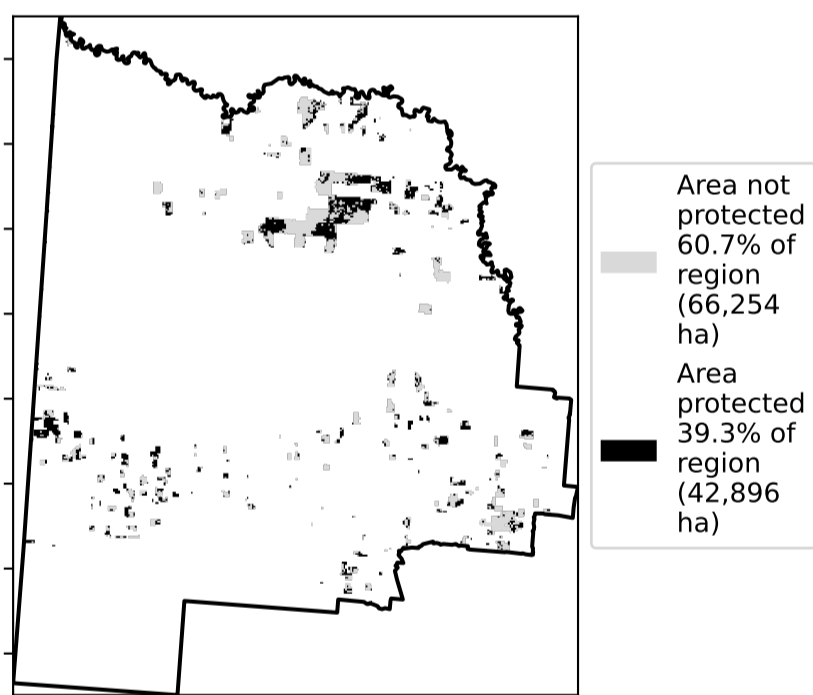 Area not
protected
60.7% of
region
(66,254
ha)
Area
protected
39.3% of
region
(42,896
ha)